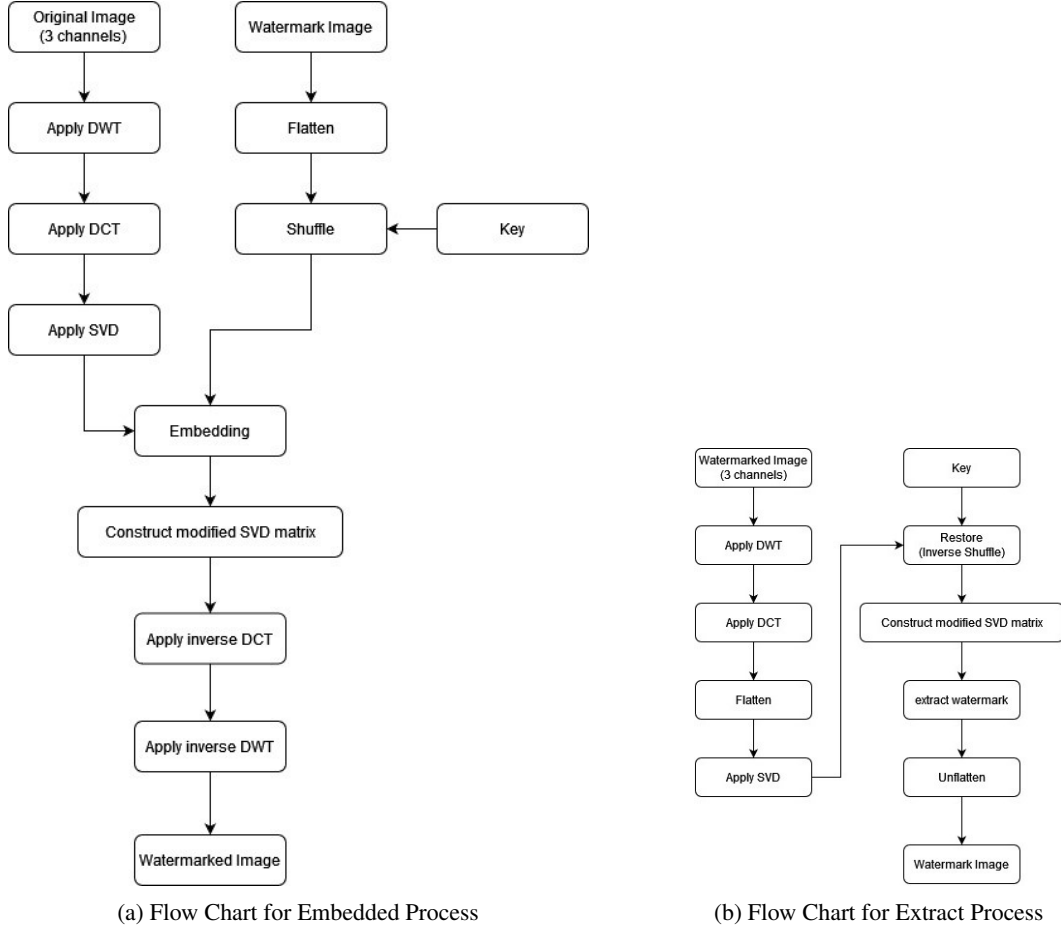 Original Image
(3 channels)
Watermark Image
Apply DWT
Flatten
Apply DCT
Shuffle
Key
Apply SVD
Embedding
Construct modified SVD matrix
Apply inverse DCT
Apply inverse DWT
Watermarked Image
(a) Flow Chart for Embedded Process
Watermarked Image
(3 channels)
Key
Apply DWT
Restore
(Inverse Shuffle)
Apply DCT
Construct modified SVD matrix
Flatten
extract watermark
Apply SVD
Unflatten
Watermark Image
(b) Flow Chart for Extract Process